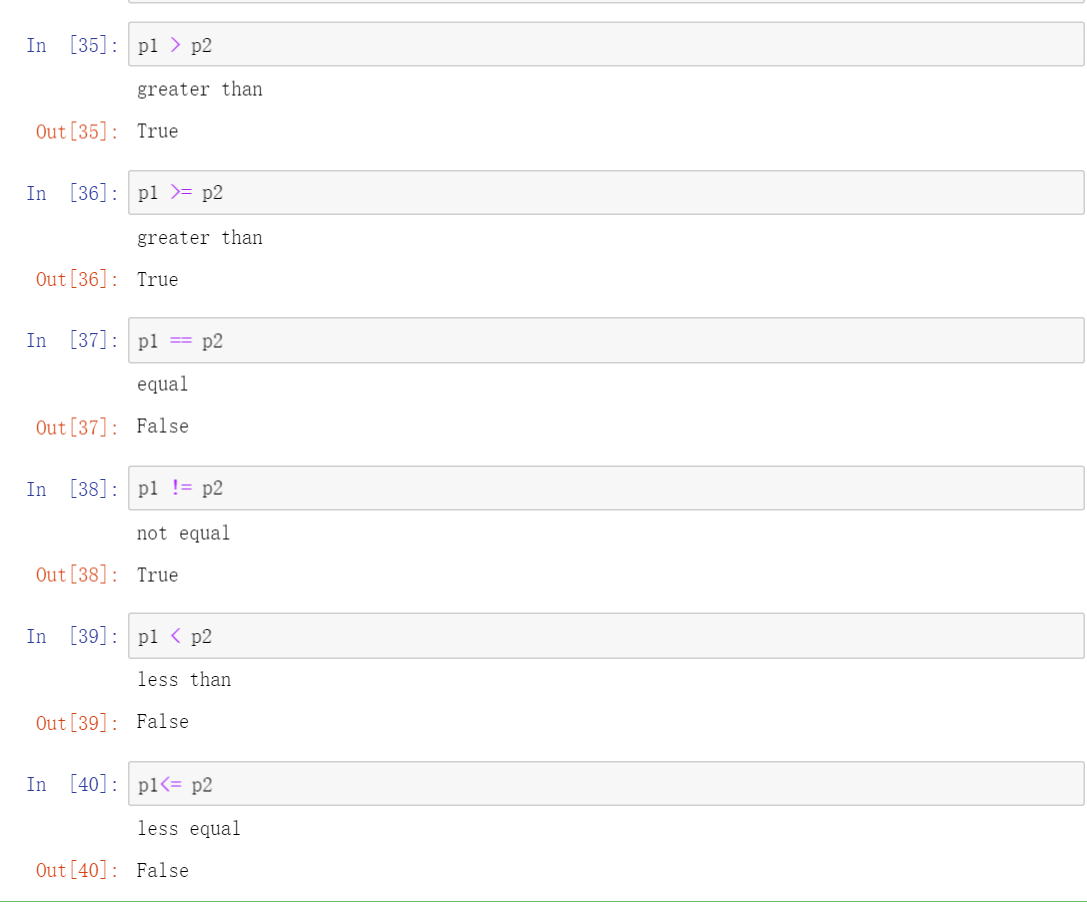 In [35]: p1 > p2
greater than
Out[35]: True
In [36]: p1 >= p2
greater than
Out[36]: True
In [37]: p1 == p2
equal
Out[37]: False
In [38]: p1 != p2
not equal
Out[38]: True
In [39]: p1 < p2
less than
Out[39]: False
In [40]: p1<= p2
less equal
Out[40]: False